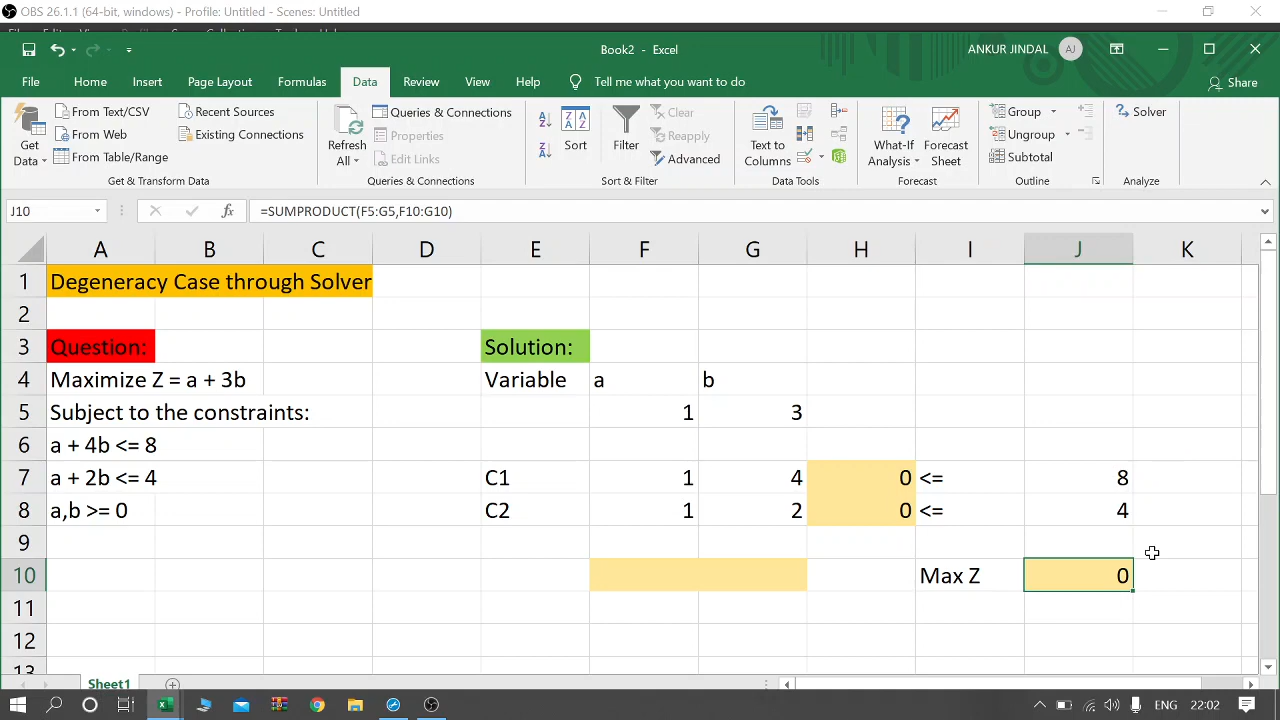 OBS 26.1.1 (64-bit, windows) - Profile: Untitled - Scenes: Untitled
Book2 - Excel
ANKUR JINDAL AJ
File Home Insert Page Layout Formulas Data Review View Help Tell me what you want to do Share
Get Data
From Text/CSV
From Web
From Table/Range
Recent Sources
Existing Connections
Get & Transform Data
Refresh All
Queries & Connections
Properties
Edit Links
Queries & Connections
Sort
Filter
Clear
Reapply
Advanced
Sort & Filter
Text to Columns
Data Tools
What-If Analysis
Forecast Sheet
Forecast
Group
Ungroup
Subtotal
Outline
Solver
Analyze
J10 fx =SUMPRODUCT(F5:G5,F10:G10)
A B C D E F G H I J K
1 Degeneracy Case through Solver
2
3 Question: Solution:
4 Maximize Z = a + 3b Variable a b
5 Subject to the constraints: 1 3
6 a + 4b <= 8
7 a + 2b <= 4 C1 1 4 0 <= 8
8 a,b >= 0 C2 1 2 0 <= 4
9
10 Max Z 0
11
12
13
Sheet1
ENG 22:02